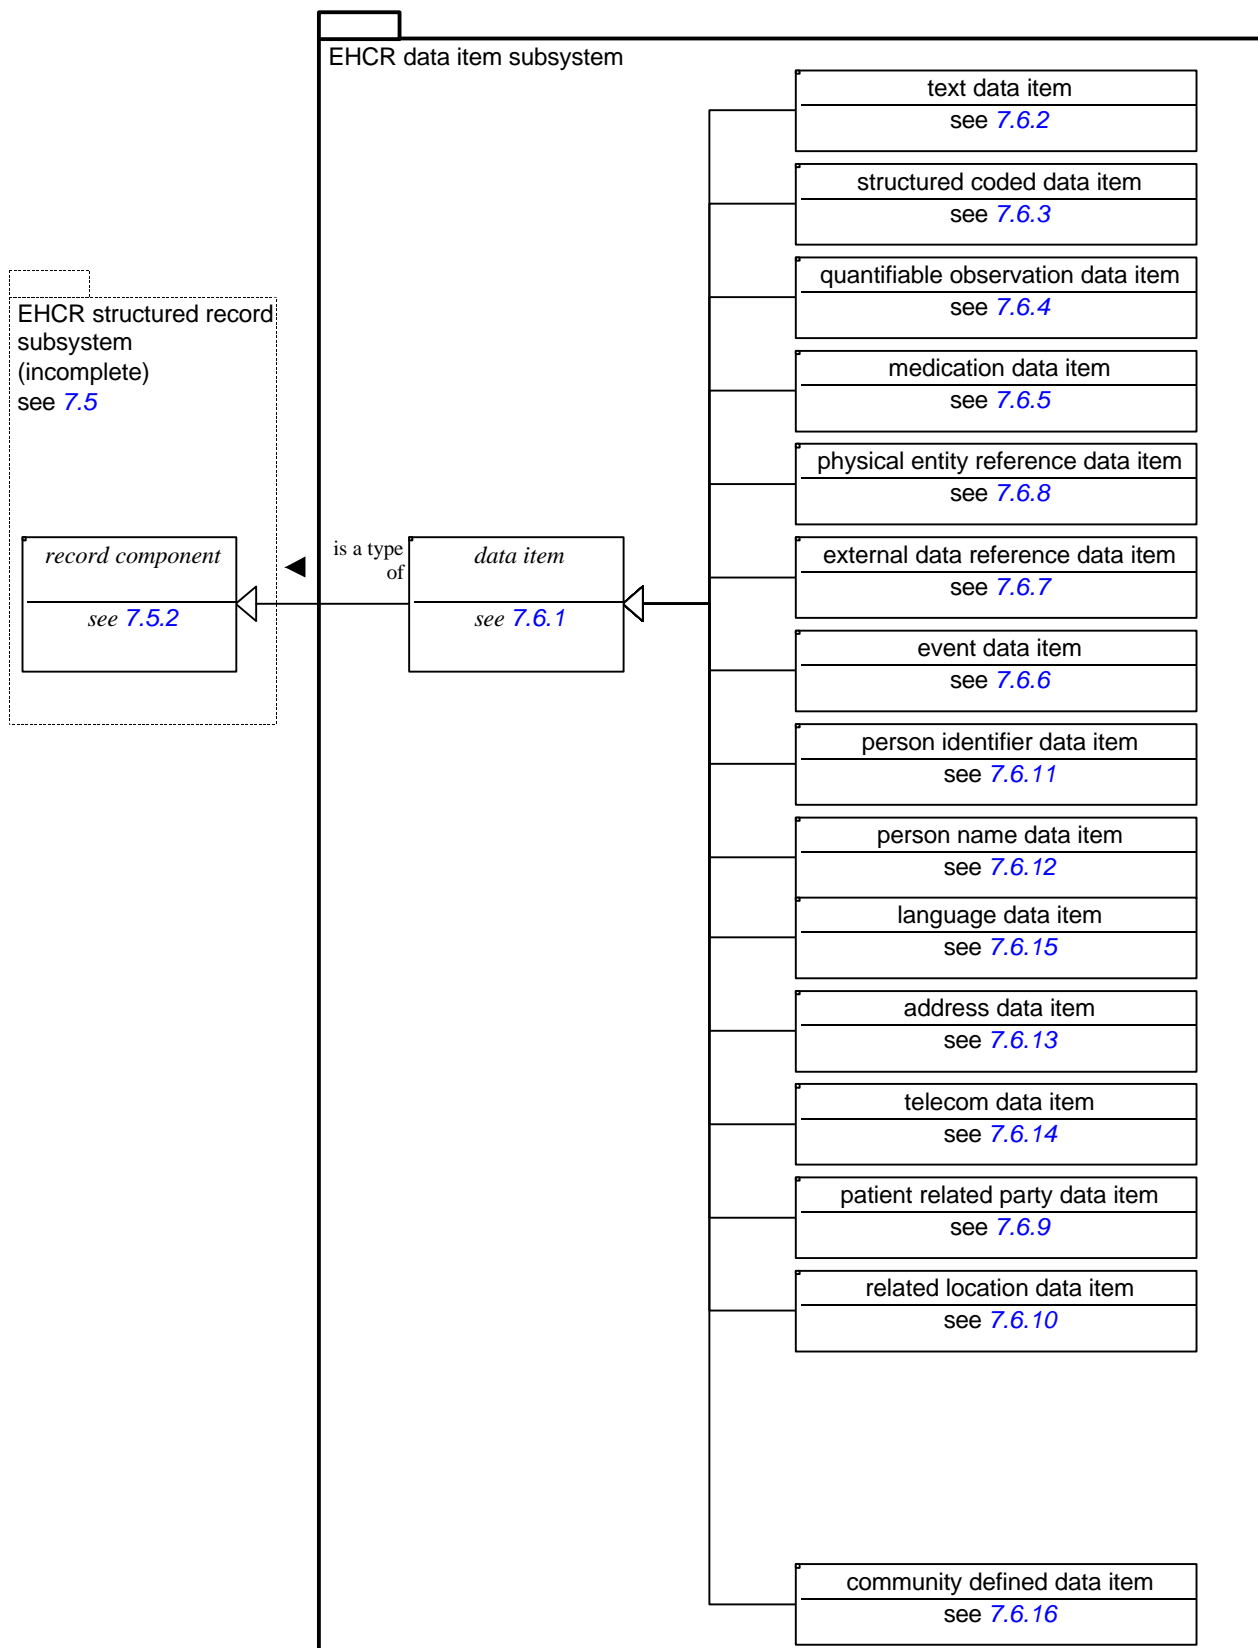 EHCR data item subsystem
text data item
see 7.6.2
structured coded data item
see 7.6.3
quantifiable observation data item
see 7.6.4
EHCR structured record
subsystem
(incomplete)
see 7.5
medication data item
see 7.6.5
physical entity reference data item
see 7.6.8
record component
see 7.5.2
is a type
of
data item
see 7.6.1
external data reference data item
see 7.6.7
event data item
see 7.6.6
person identifier data item
see 7.6.11
person name data item
see 7.6.12
language data item
see 7.6.15
address data item
see 7.6.13
telecom data item
see 7.6.14
patient related party data item
see 7.6.9
related location data item
see 7.6.10
community defined data item
see 7.6.16